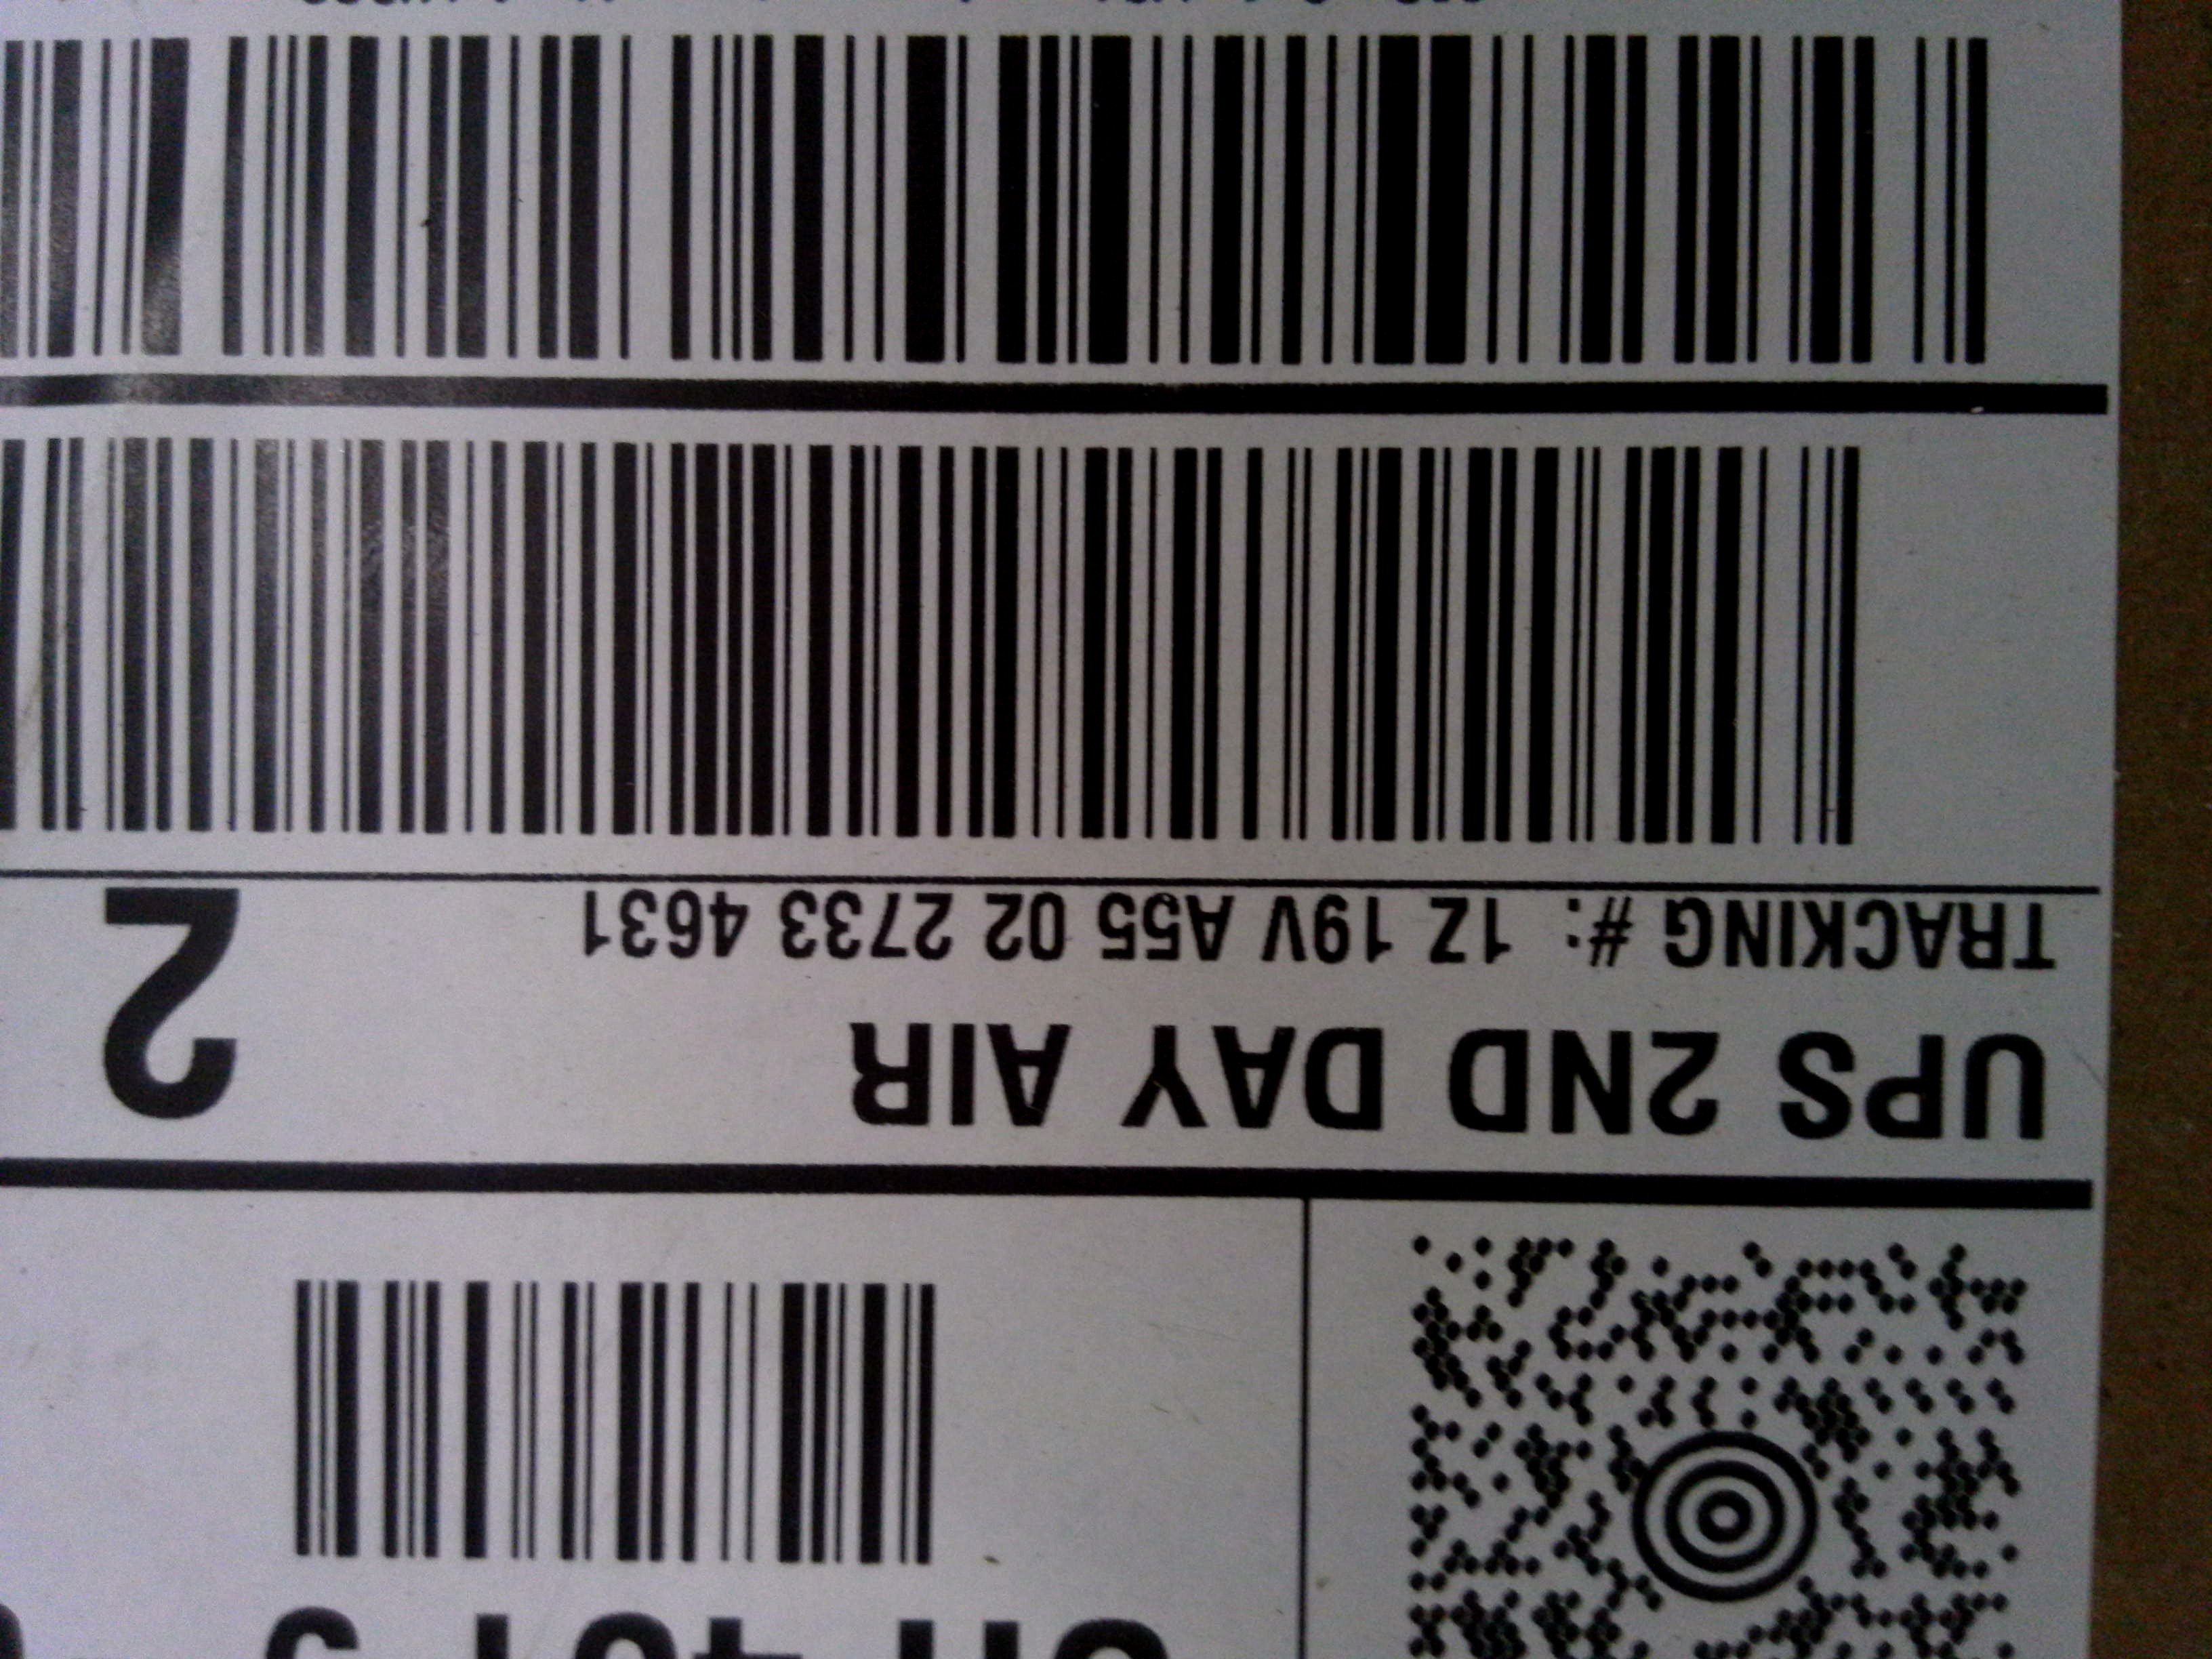 UPS 2ND DAY AIR
2
TRACKING #: 1Z 19V A55 02 2733 4631